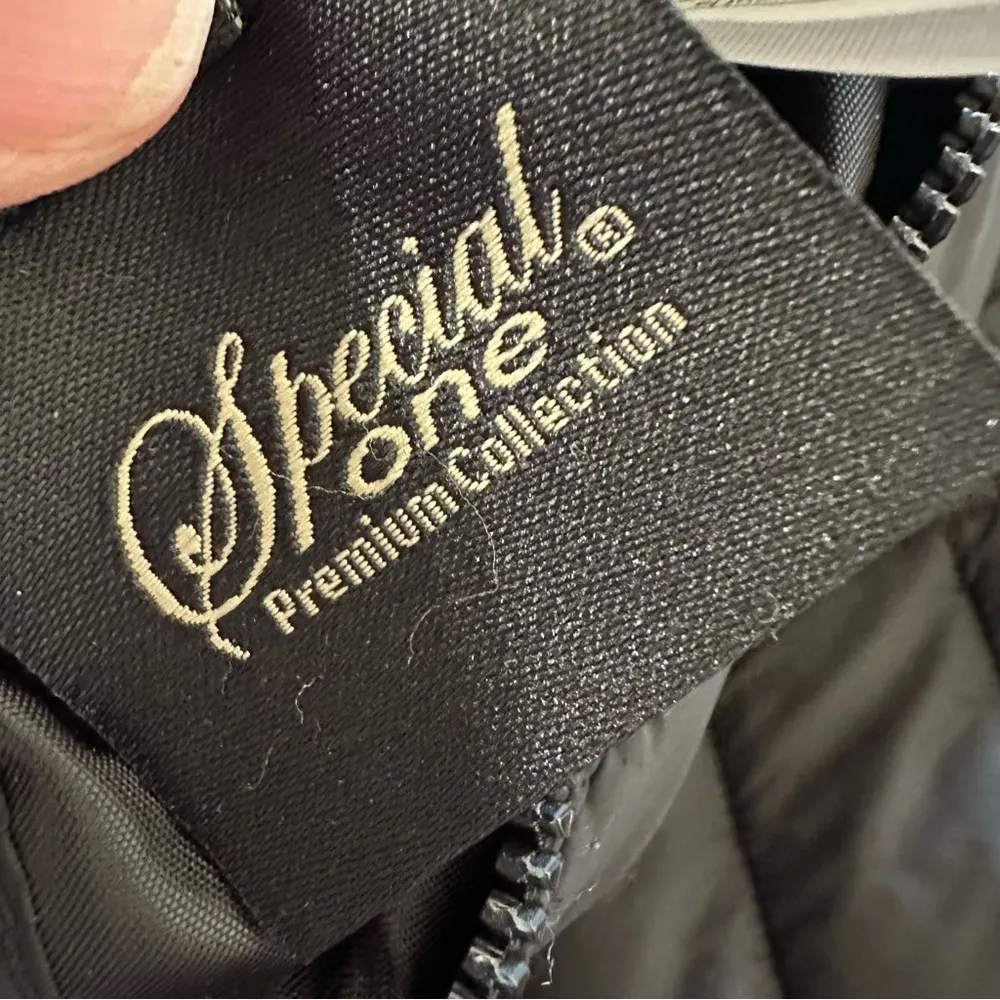 Special ®
one
Premium Collection